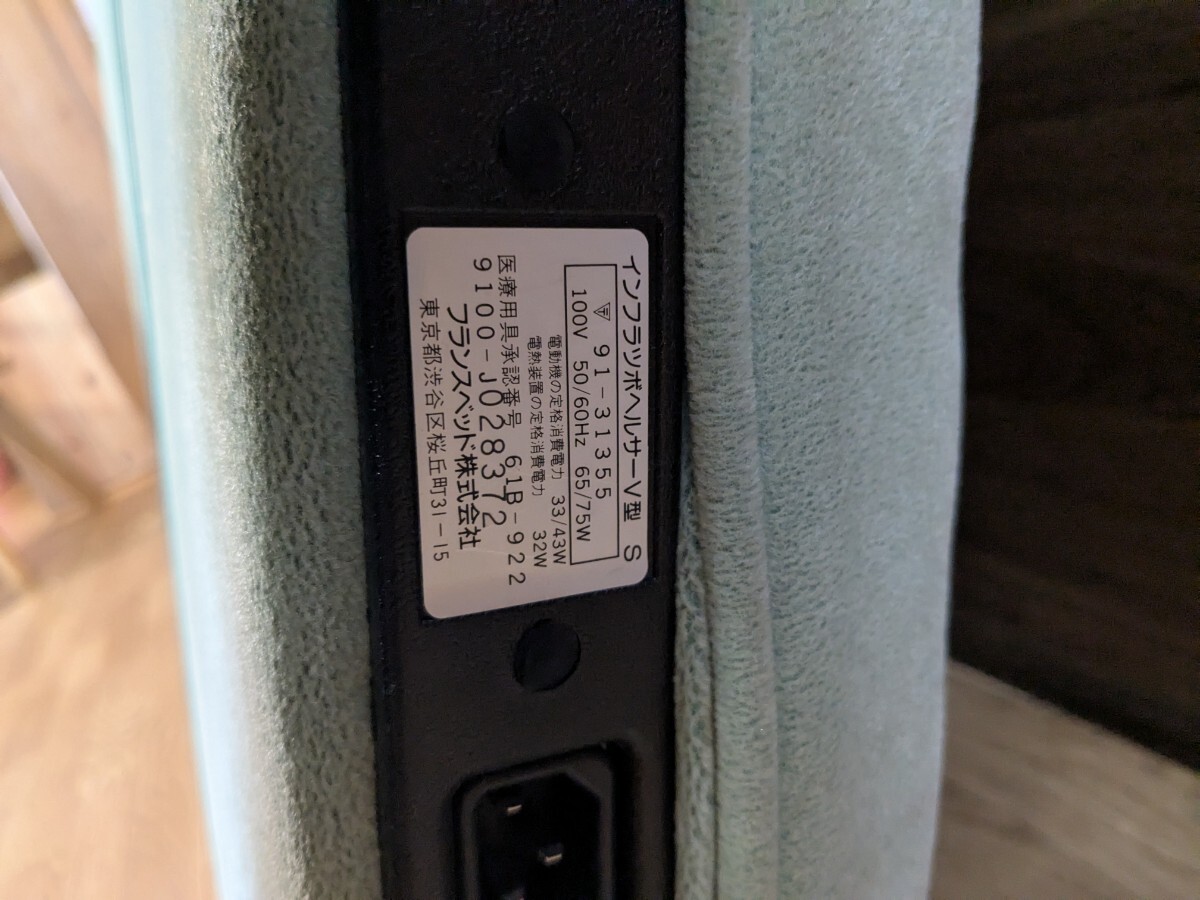 インフラツボヘルサーV型 S
91-31355
100V 50/60Hz 65/75W
電動機の定格消費電力 33/43W
電熱装置の定格消費電力 32W
医療用具承認番号 61B-922
9100-J028372
フランスベッド株式会社
東京都渋谷区桜丘町31-15